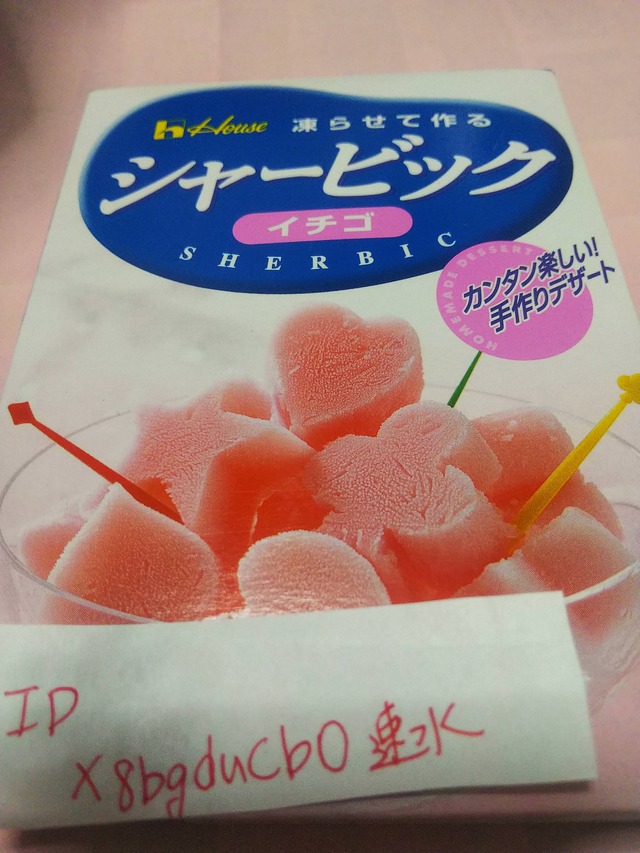 House 凍らせて作る
シャービック
イチゴ
SHERBIC
HOMEMADE DESSERT
カンタン楽しい!
手作りデザート
ID
x8bgducb0 速水